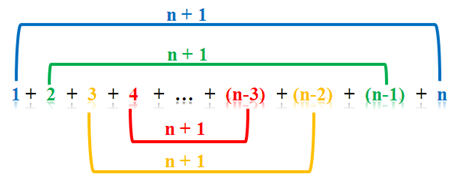 n + 1
n + 1
1 + 2 + 3 + 4 + ... + (n-3) + (n-2) + (n-1) + n
n + 1
n + 1